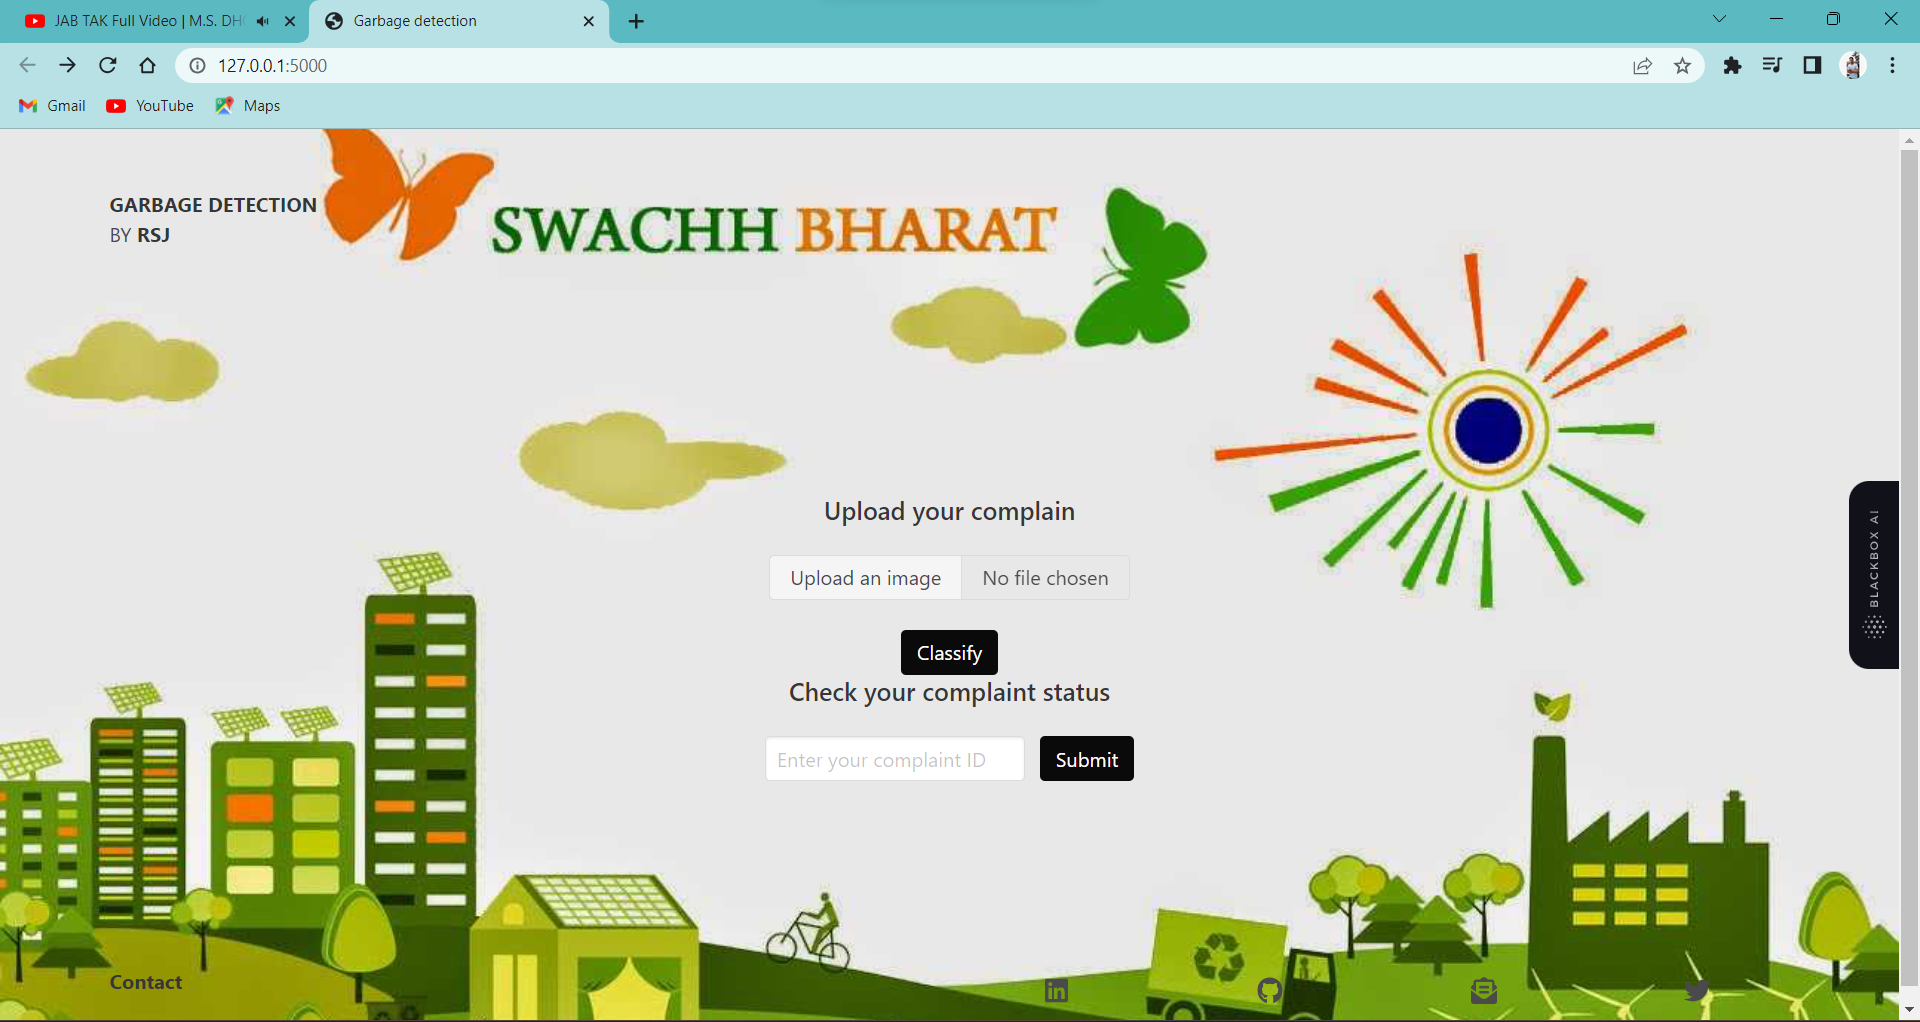 JAB TAK Full Video | M.S. DH
Garbage detection
127.0.0.1:5000
Gmail
YouTube
Maps
GARBAGE DETECTION
BY RSJ
SWACHH BHARAT
Upload your complain
Upload an image
No file chosen
Classify
Check your complaint status
Enter your complaint ID
Submit
BLACKBOX AI
Contact